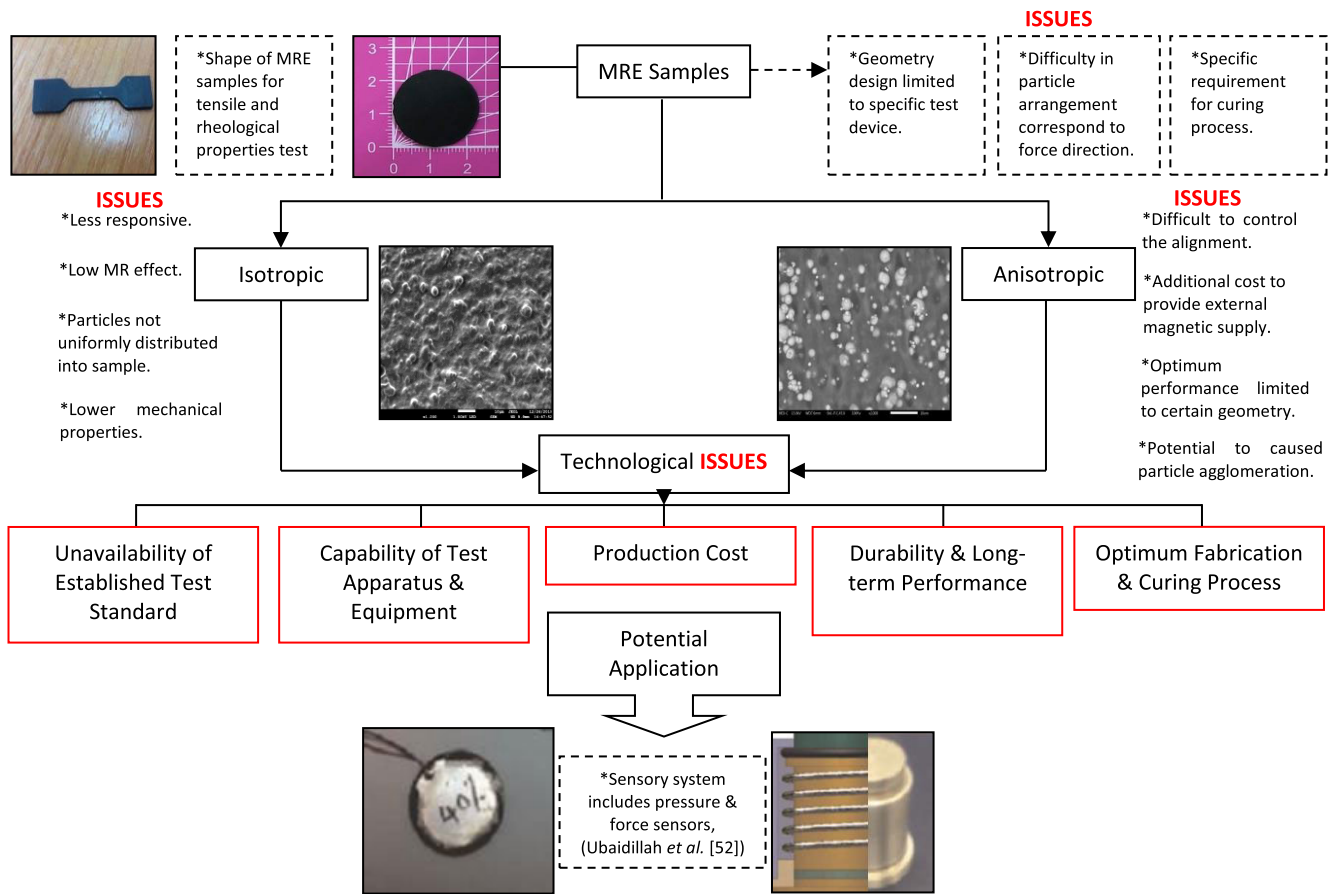 ISSUES
*Shape of MRE
samples for
tensile and
rheological
properties test
3
2
1
0
0 1 2
MRE Samples
*Geometry
design limited
to specific test
device.
*Difficulty in
particle
arrangement
correspond to
force direction.
*Specific
requirement
for curing
process.
ISSUES
*Less responsive.
*Low MR effect.
*Particles not
uniformly distributed
into sample.
*Lower mechanical
properties.
Isotropic
Anisotropic
ISSUES
*Difficult to control
the alignment.
*Additional cost to
provide external
magnetic supply.
*Optimum
performance limited
to certain geometry.
*Potential to caused
particle agglomeration.
Technological ISSUES
Unavailability of
Established Test
Standard
Capability of Test
Apparatus &
Equipment
Production Cost
Durability & Long-
term Performance
Optimum Fabrication
& Curing Process
Potential
Application
40%
*Sensory system
includes pressure &
force sensors,
(Ubaidillah et al. [52])